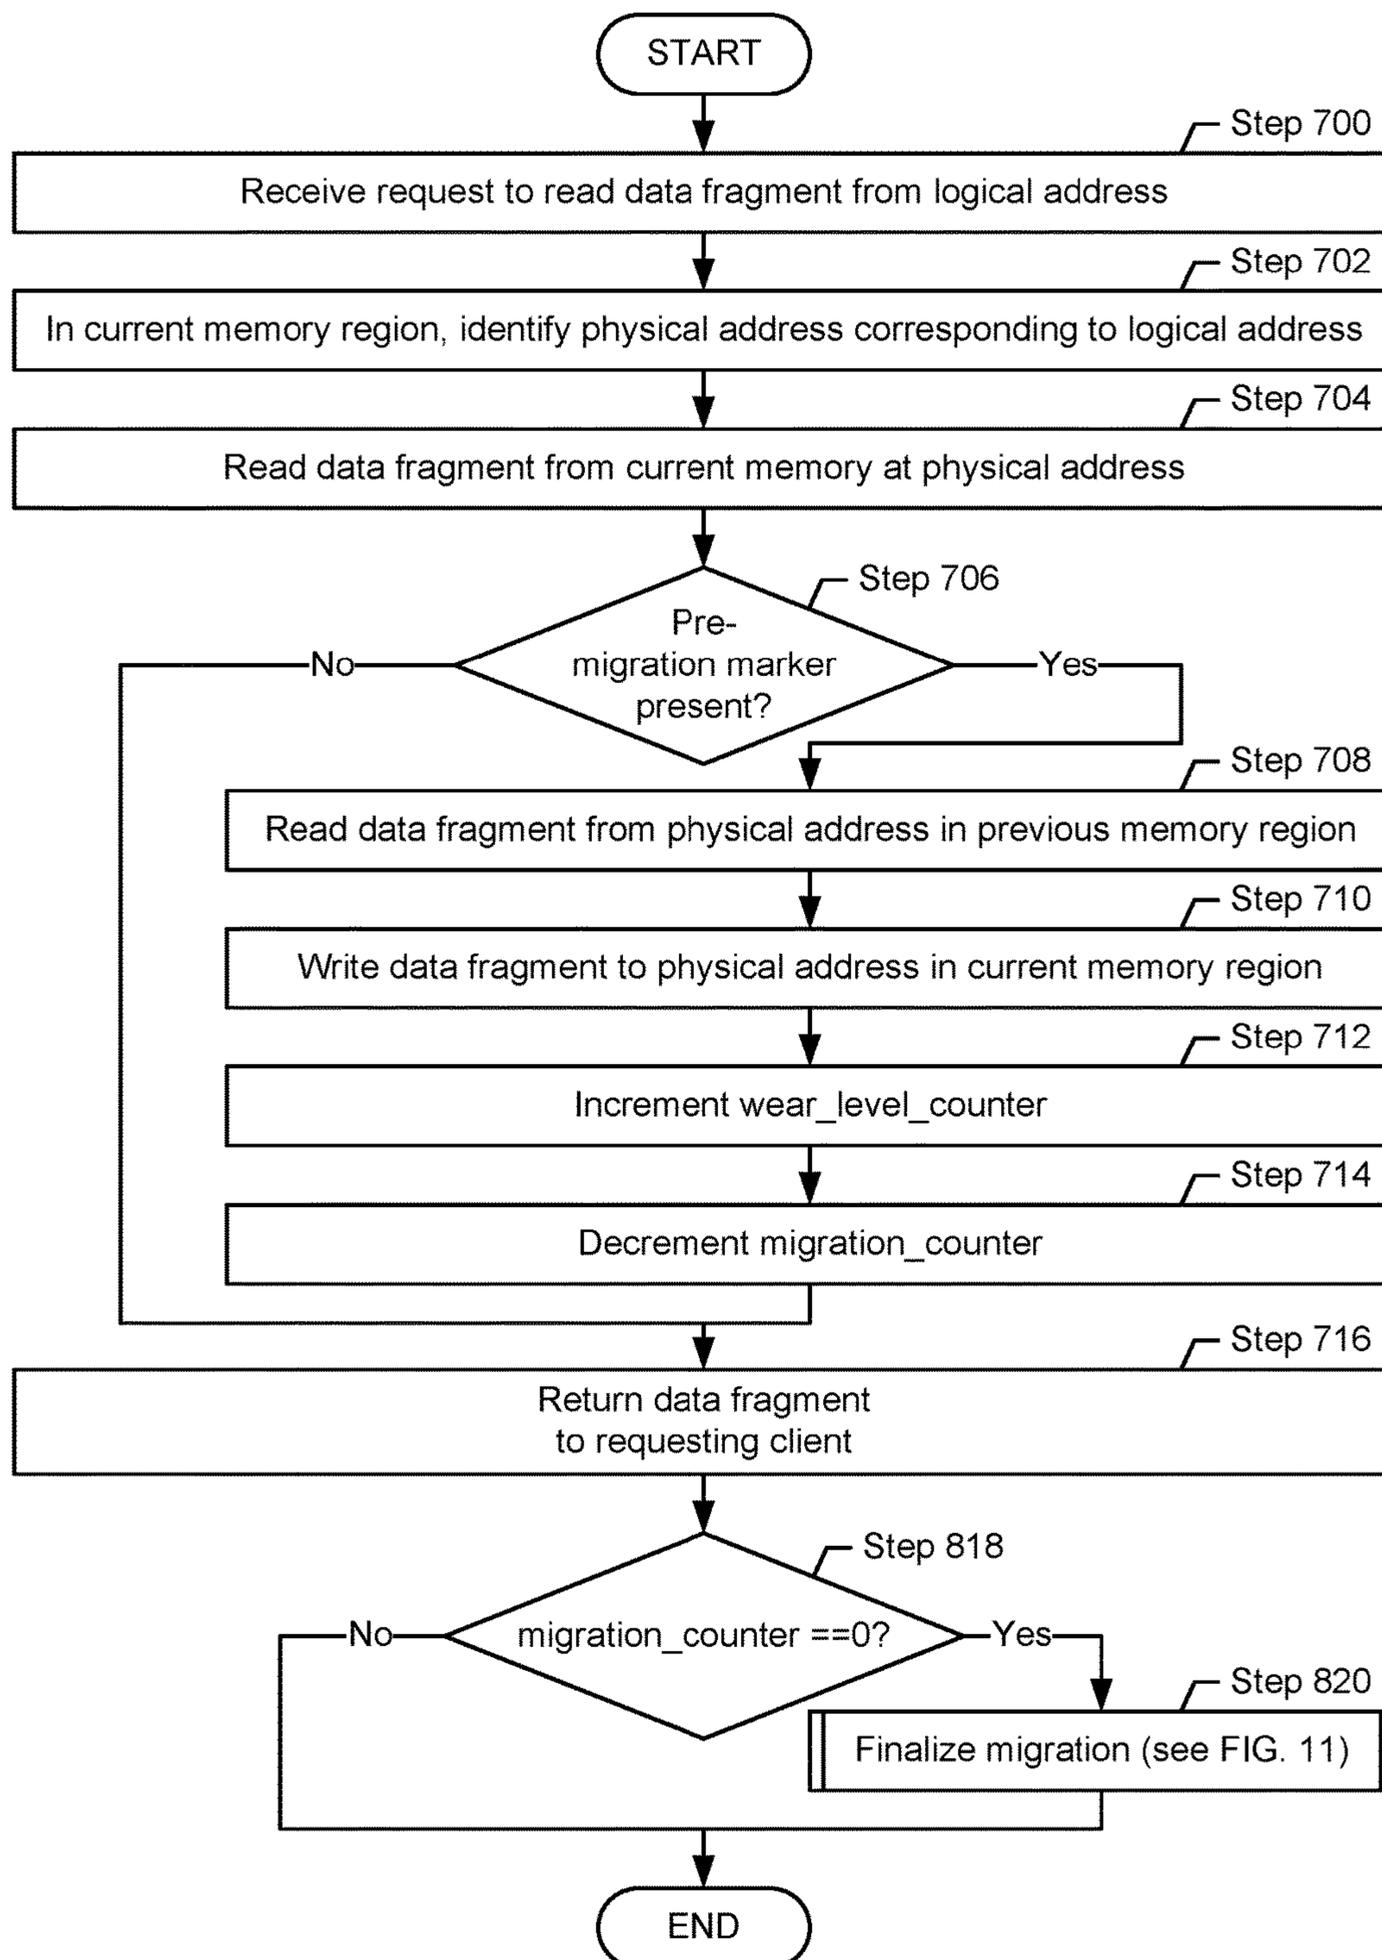 START
Step 700
Receive request to read data fragment from logical address
Step 702
In current memory region, identify physical address corresponding to logical address
Step 704
Read data fragment from current memory at physical address
Step 706
Pre-
migration marker
present?
No
Yes
Step 708
Read data fragment from physical address in previous memory region
Step 710
Write data fragment to physical address in current memory region
Step 712
Increment wear_level_counter
Step 714
Decrement migration_counter
Step 716
Return data fragment
to requesting client
Step 818
migration_counter ==0?
No
Yes
Step 820
Finalize migration (see FIG. 11)
END